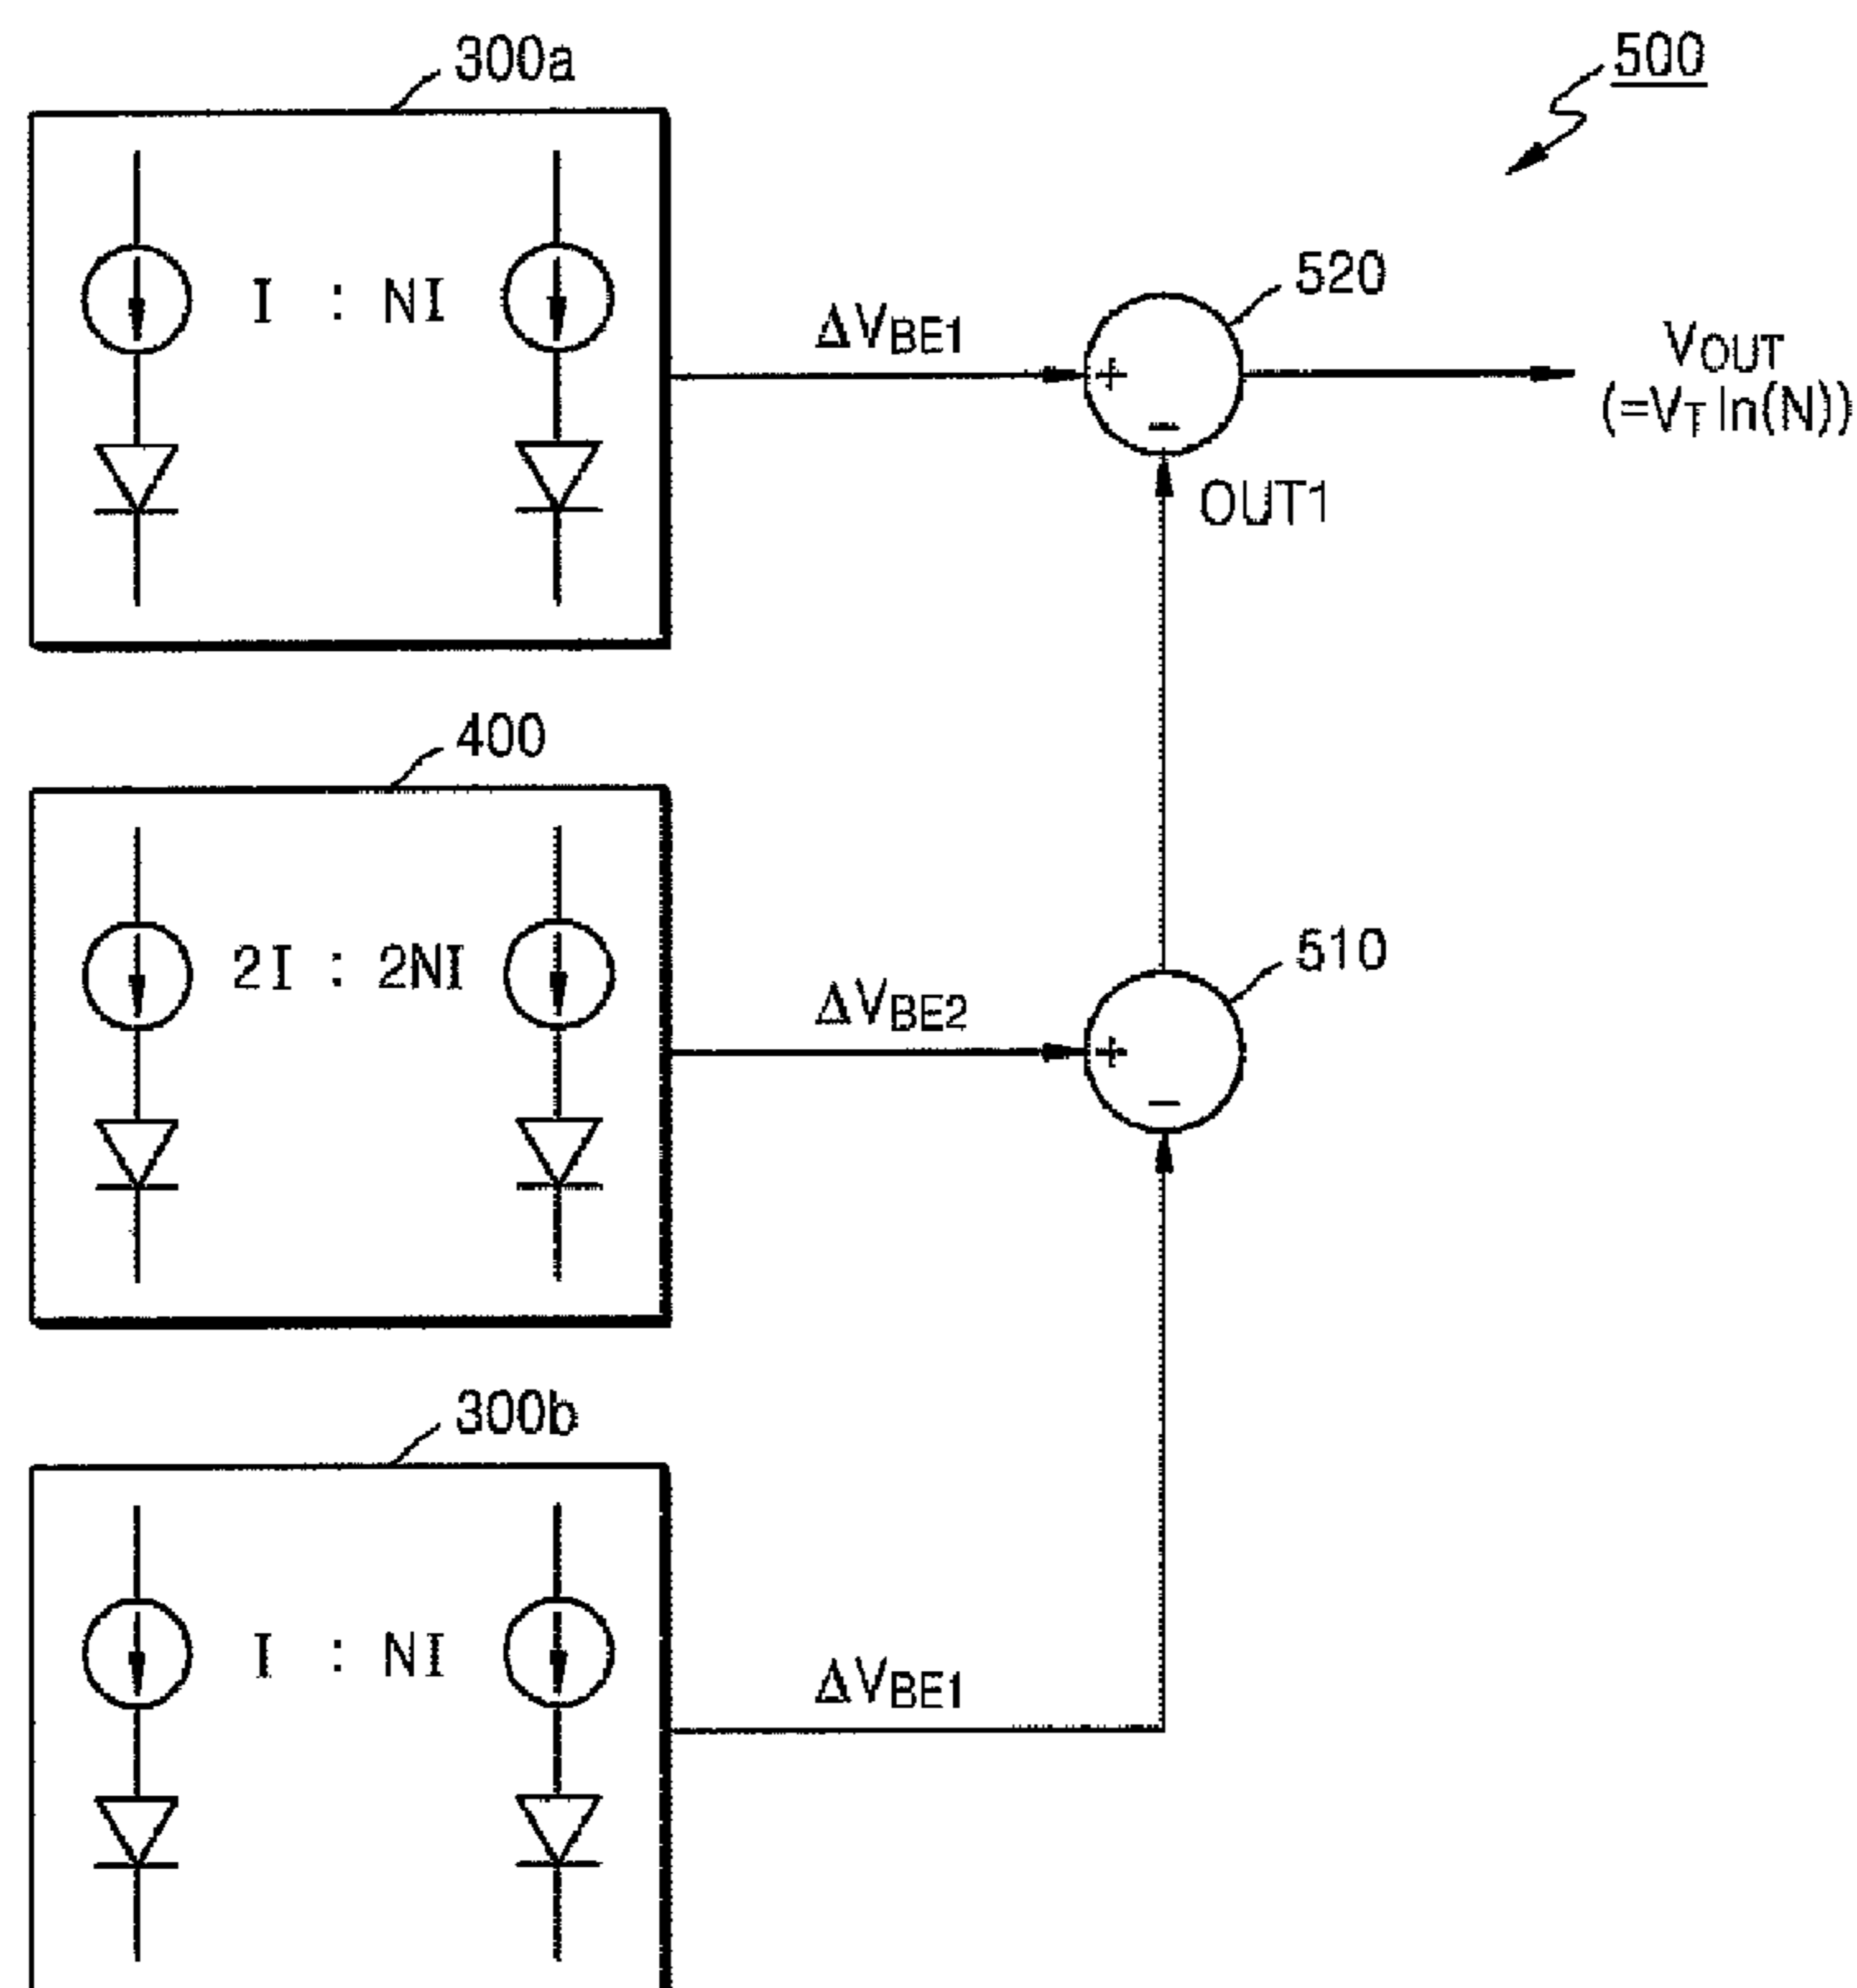 300a
500
I : NI
520
ΔVBE1
+
-
VOUT
(=VT ln(N))
OUT1
400
2I : 2NI
510
ΔVBE2
+
-
300b
I : NI
ΔVBE1